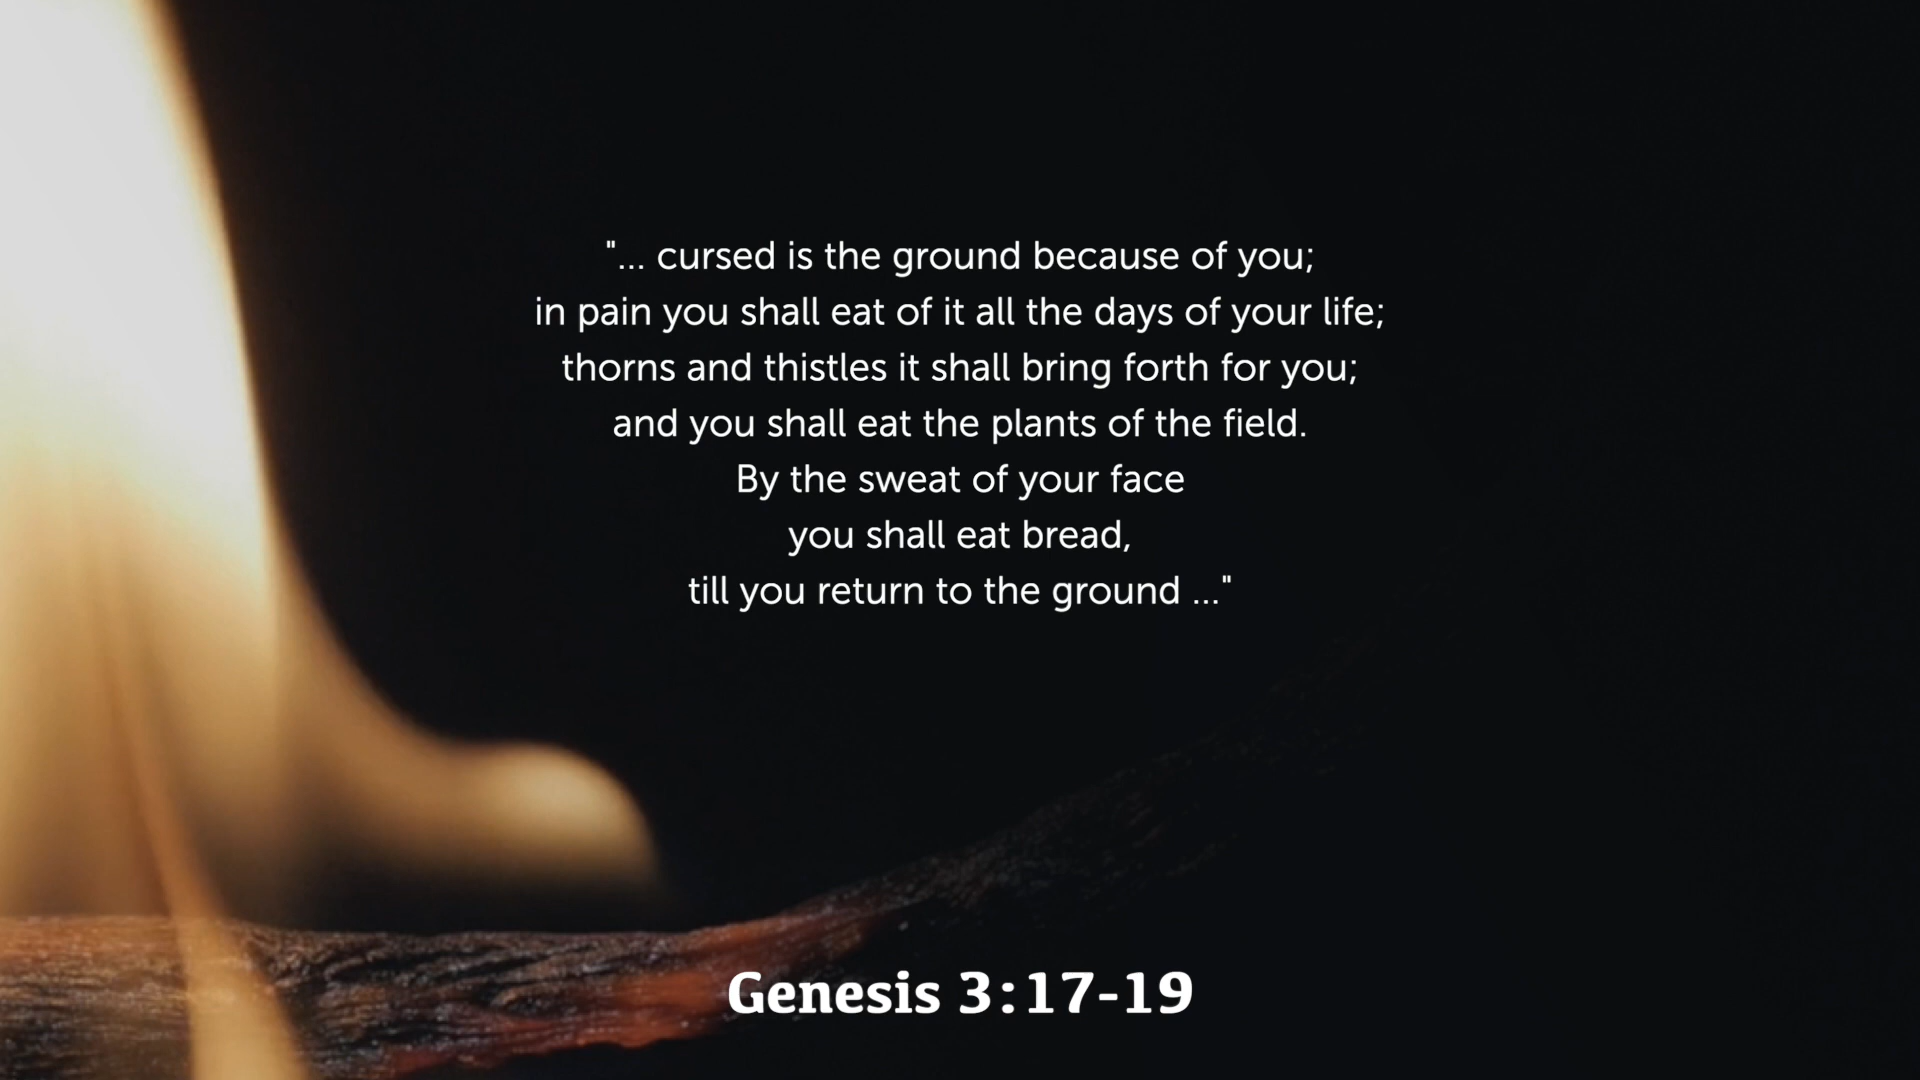 "... cursed is the ground because of you;
in pain you shall eat of it all the days of your life;
thorns and thistles it shall bring forth for you;
and you shall eat the plants of the field.
By the sweat of your face
you shall eat bread,
till you return to the ground ..."
Genesis 3:17-19